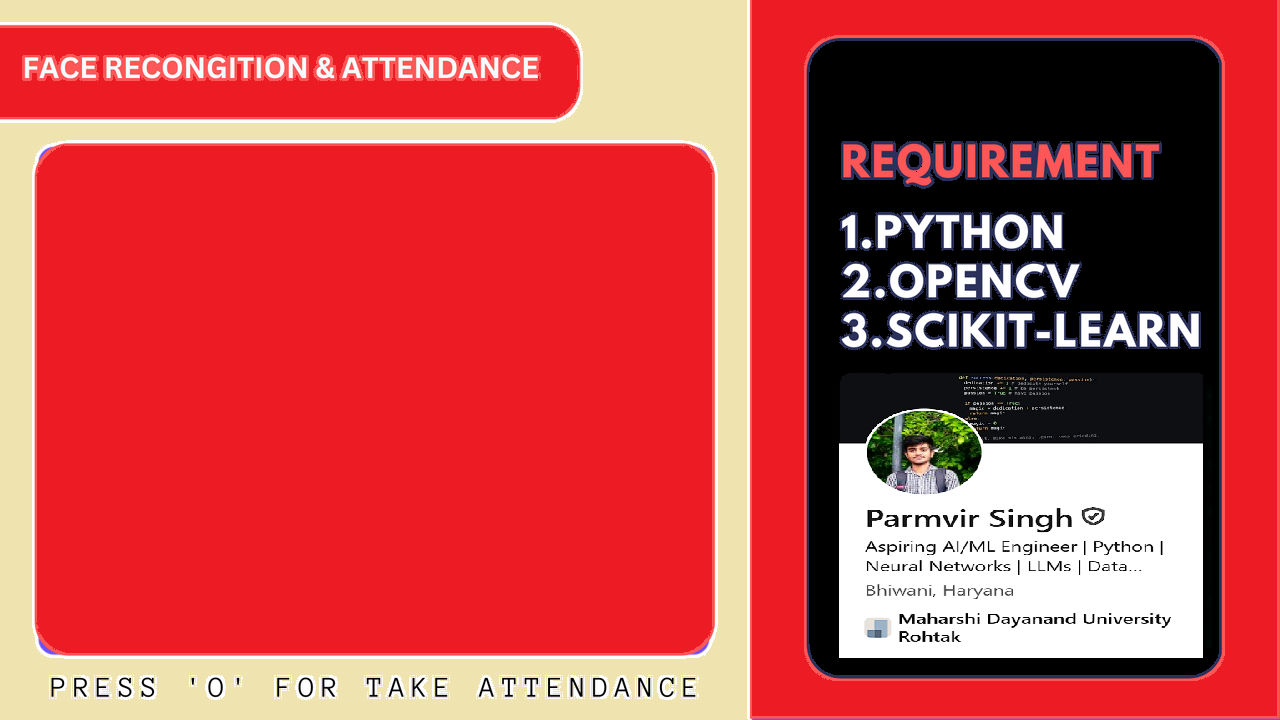 FACE RECONGITION & ATTENDANCE
PRESS 'O' FOR TAKE ATTENDANCE
REQUIREMENT
1.PYTHON
2.OPENCV
3.SCIKIT-LEARN
Parmvir Singh
Aspiring AI/ML Engineer | Python |
Neural Networks | LLMs | Data...
Bhiwani, Haryana
Maharshi Dayanand University
Rohtak